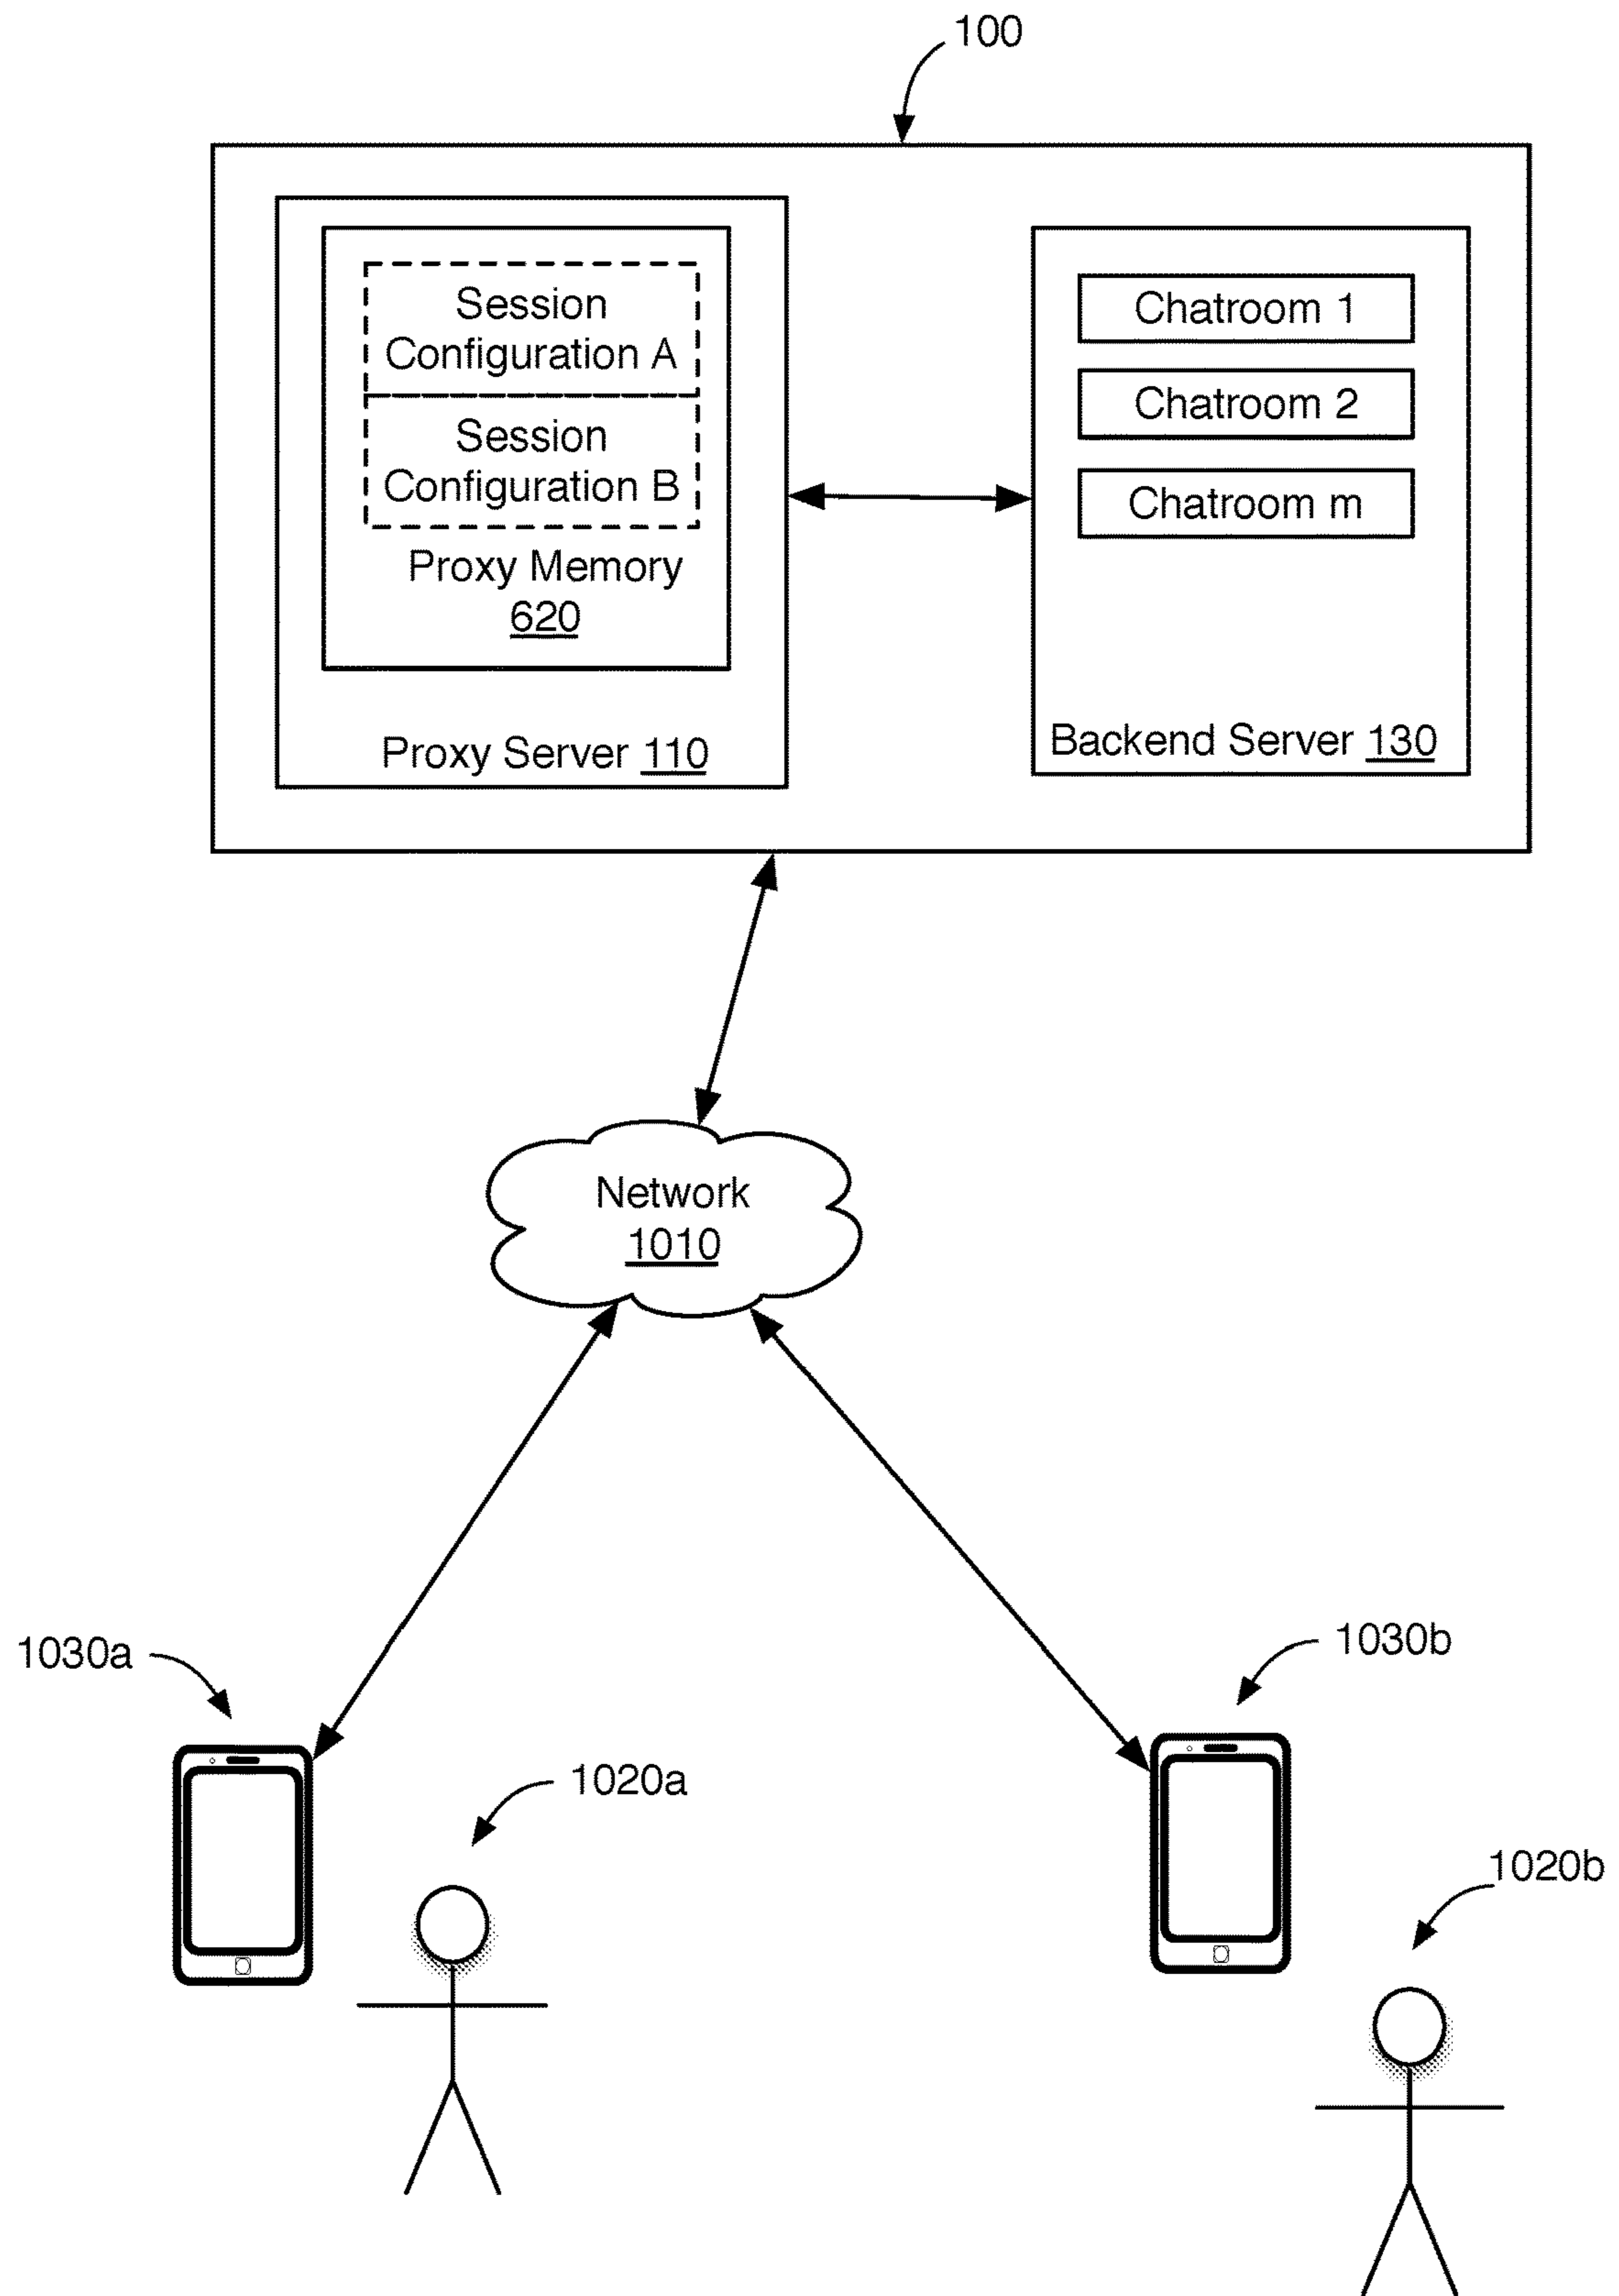 100
Session
Configuration A
Session
Configuration B
Proxy Memory
620
Proxy Server 110
Chatroom 1
Chatroom 2
Chatroom m
Backend Server 130
Network
1010
1030a
1030b
1020a
1020b